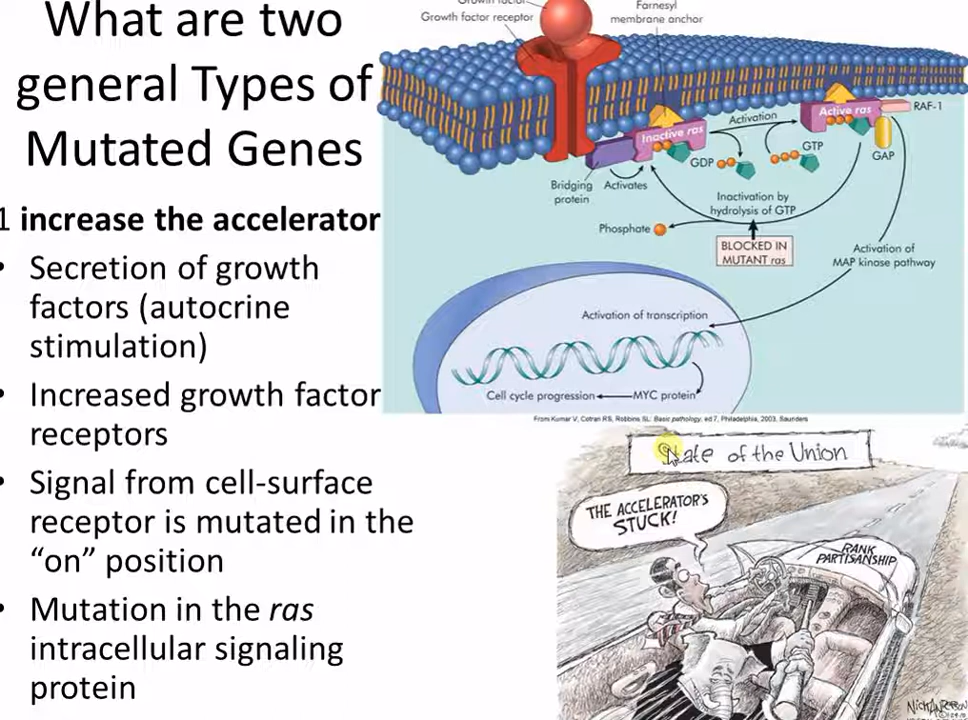 What are two
general Types of
Mutated Genes
1 increase the accelerator
• Secretion of growth
factors (autocrine
stimulation)
• Increased growth factor
receptors
• Signal from cell-surface
receptor is mutated in the
“on” position
• Mutation in the ras
intracellular signaling
protein
Growth factor
Growth factor receptor
Farnesyl
membrane anchor
Inactive ras
Activation
Active ras
RAF-1
GDP
GTP
GAP
Bridging
protein
Activates
Inactivation by
hydrolysis of GTP
Phosphate
BLOCKED IN
MUTANT ras
Activation of
MAP kinase pathway
Activation of transcription
Cell cycle progression
MYC protein
From Kumar V, Cotran RS, Robbins SL: Basic pathology, ed 7, Philadelphia, 2003, Saunders
State of the Union
THE ACCELERATOR'S
STUCK!
RANK
PARTISANSHIP